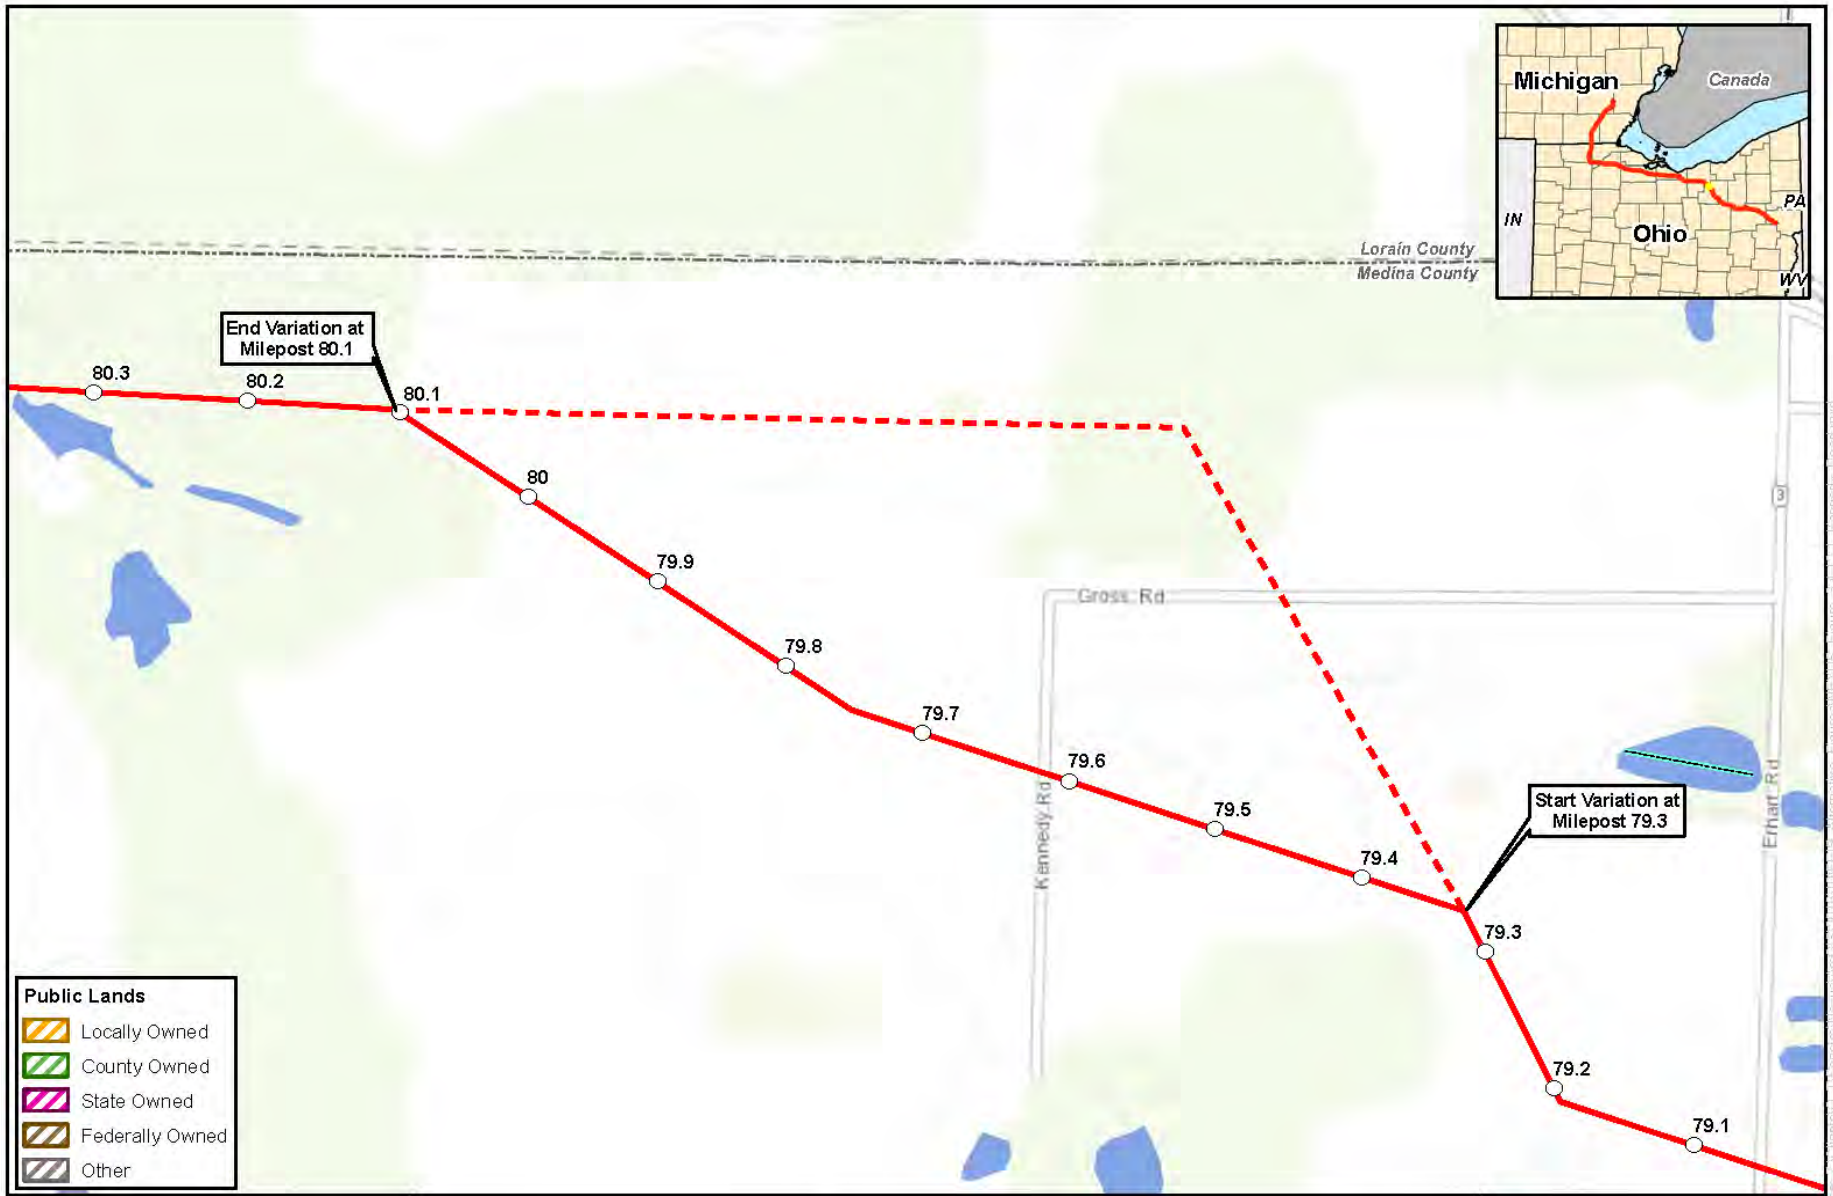 Michigan
Canada
IN
PA
Ohio
WV
Lorain County
Medina County
End Variation at
Milepost 80.1
80.3
80.2
80.1
80
3
79.9
Gross Rd
79.8
79.7
79.6
Kennedy Rd
Erhart Rd
Start Variation at
Milepost 79.3
79.5
79.4
79.3
79.2
79.1
Public Lands
Locally Owned
County Owned
State Owned
Federally Owned
Other